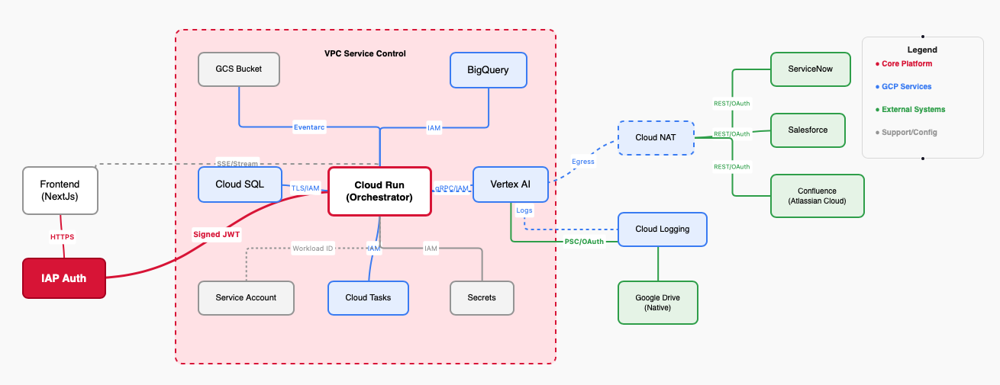 VPC Service Control
GCS Bucket
BigQuery
ServiceNow
Legend
• Core Platform
• GCP Services
• External Systems
• Support/Config
REST/OAuth
Eventarc
IAM
Cloud NAT
REST/OAuth
Salesforce
SSE/Stream
Egress
REST/OAuth
Frontend
(NextJs)
Cloud SQL
TLS/IAM
Cloud Run
(Orchestrator)
gRPC/IAM
Vertex AI
Confluence
(Atlassian Cloud)
Logs
Cloud Logging
HTTPS
Signed JWT
PSC/OAuth
Workload ID
IAM
IAM
IAP Auth
Service Account
Cloud Tasks
Secrets
Google Drive
(Native)